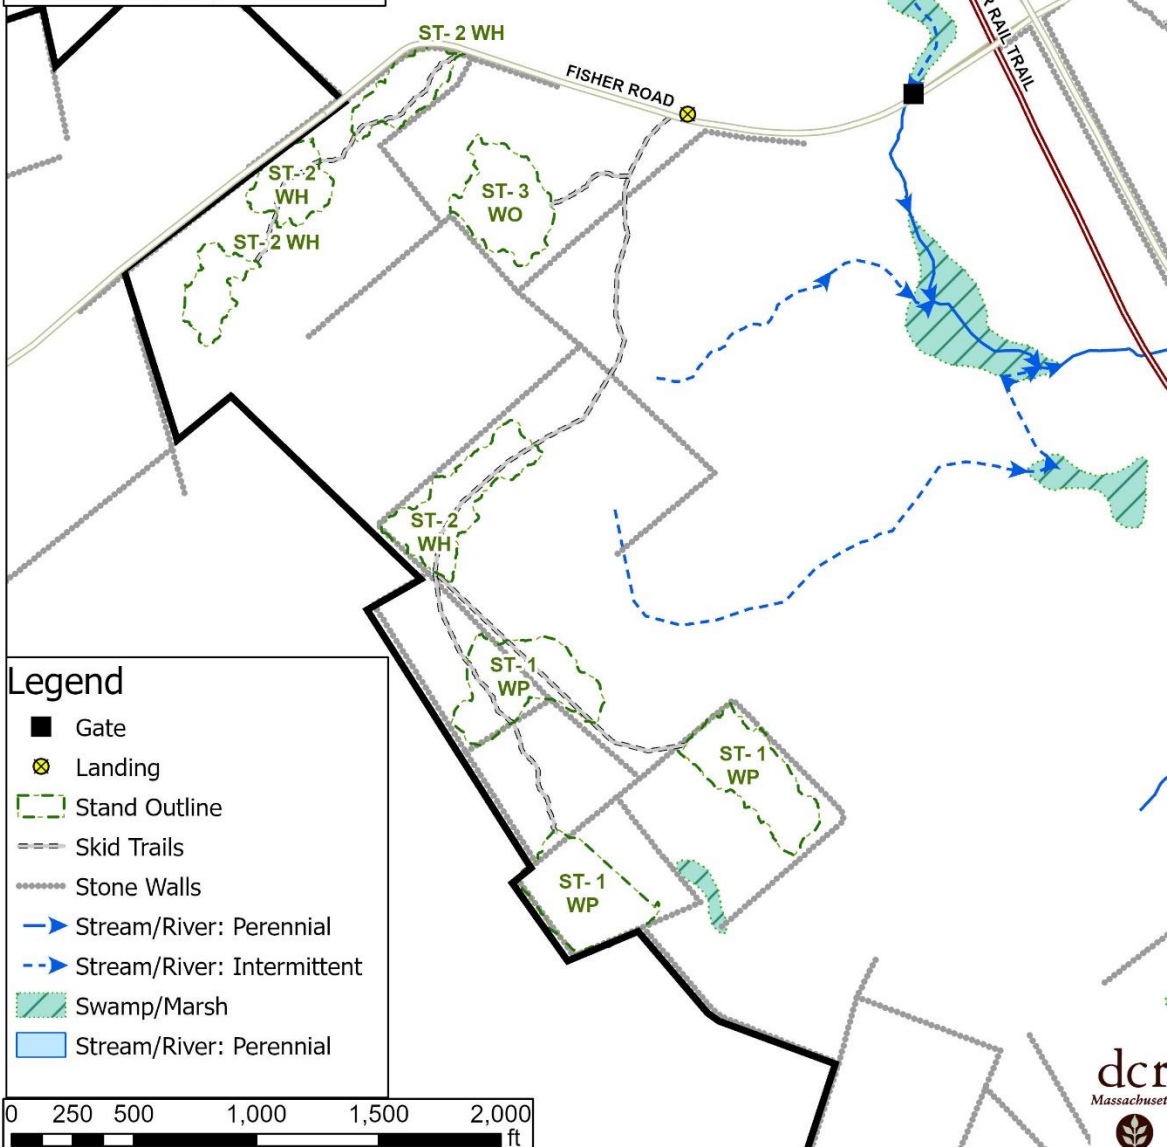 ST- 2 WH
FISHER ROAD
R RAIL TRAIL
ST- 2
WH
ST- 3
WO
ST- 2 WH
ST- 2
WH
ST- 1
WP
ST- 1
WP
ST- 1
WP
Legend
Gate
Landing
Stand Outline
Skid Trails
Stone Walls
Stream/River: Perennial
Stream/River: Intermittent
Swamp/Marsh
Stream/River: Perennial
0 250 500 1,000 1,500 2,000
ft
dcr
Massachuset